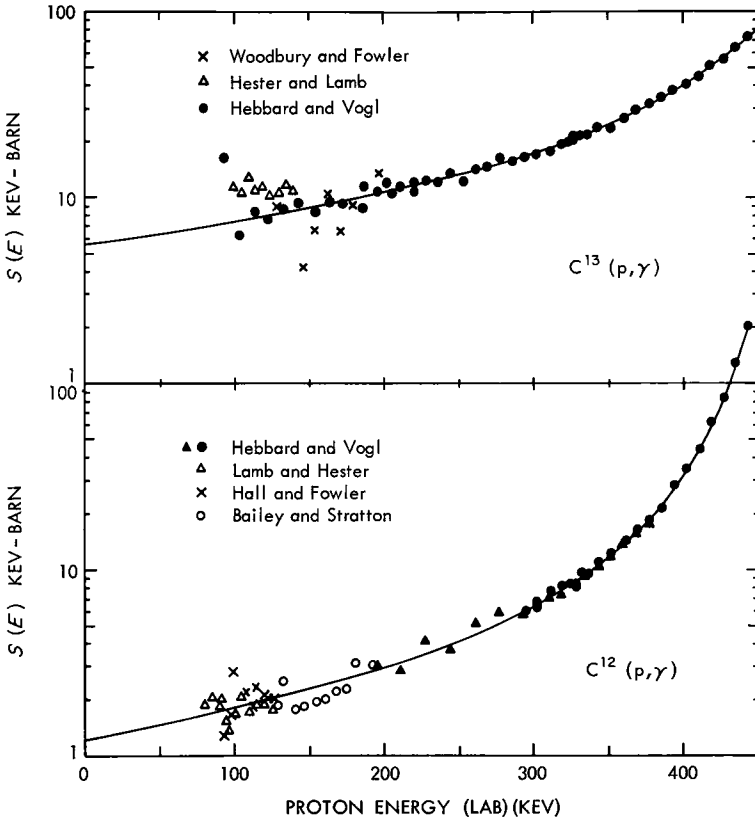 100
× Woodbury and Fowler
△ Hester and Lamb
● Hebbard and Vogl
S(E) KEV-BARN
10
C¹³(p,γ)
1
100
▲ ● Hebbard and Vogl
△ Lamb and Hester
× Hall and Fowler
○ Bailey and Stratton
S(E) KEV-BARN
10
C¹²(p,γ)
1
0 100 200 300 400
PROTON ENERGY (LAB)(KEV)